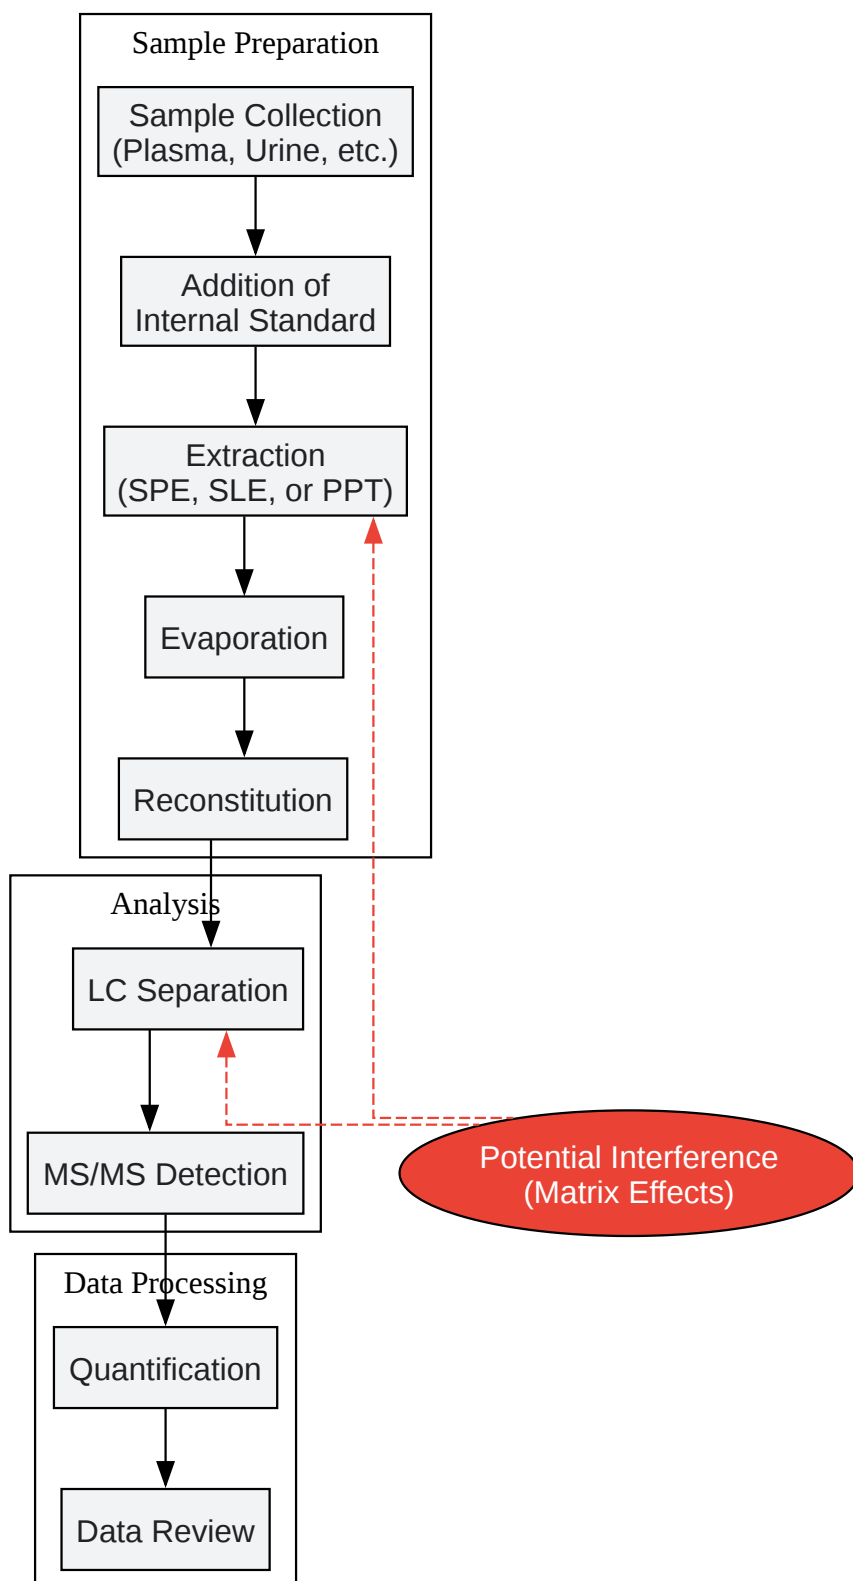 Sample Preparation
Sample Collection
(Plasma, Urine, etc.)
Addition of
Internal Standard
Extraction
(SPE, SLE, or PPT)
Evaporation
Reconstitution
Analysis
LC Separation
MS/MS Detection
Potential Interference
(Matrix Effects)
Data Processing
Quantification
Data Review